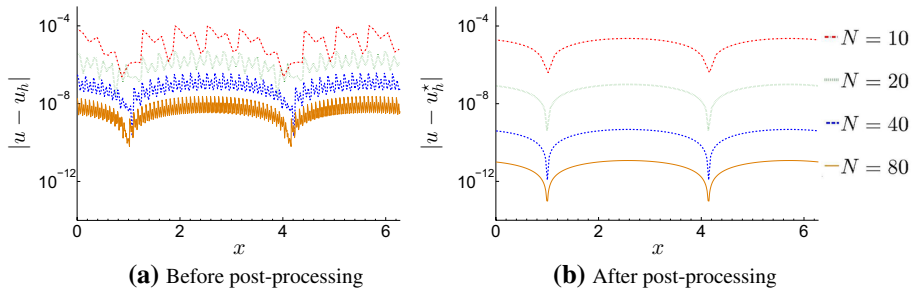 10⁻⁴
10⁻⁸
10⁻¹²
|u − u_h|
0 2 4 6
x
(a) Before post-processing
10⁻⁴
10⁻⁸
10⁻¹²
|u − u_h^⋆|
0 2 4 6
x
(b) After post-processing
N = 10
N = 20
N = 40
N = 80